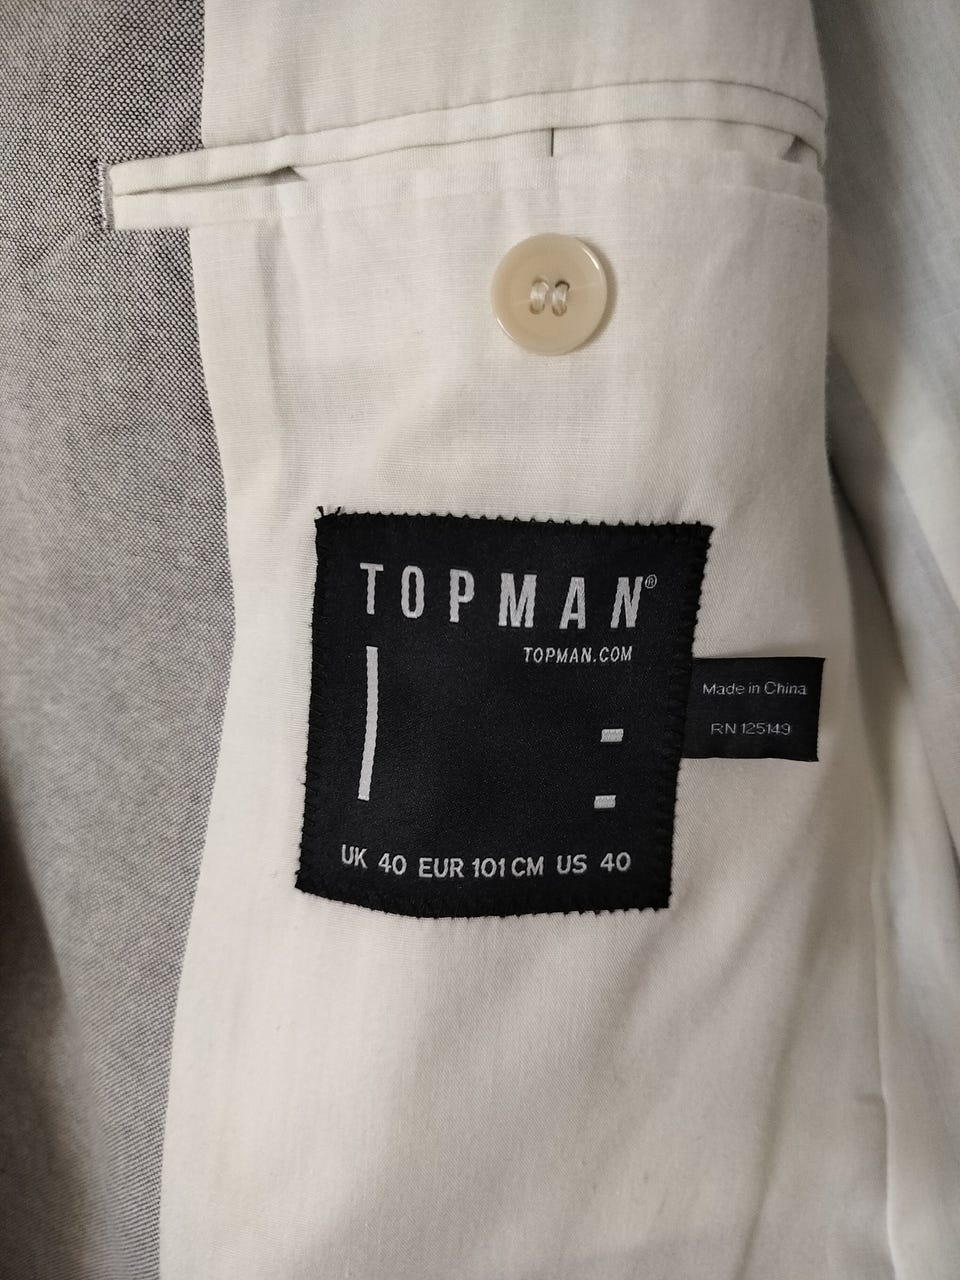 TOPMAN®
TOPMAN.COM
Made in China
RN 125149
UK 40 EUR 101CM US 40